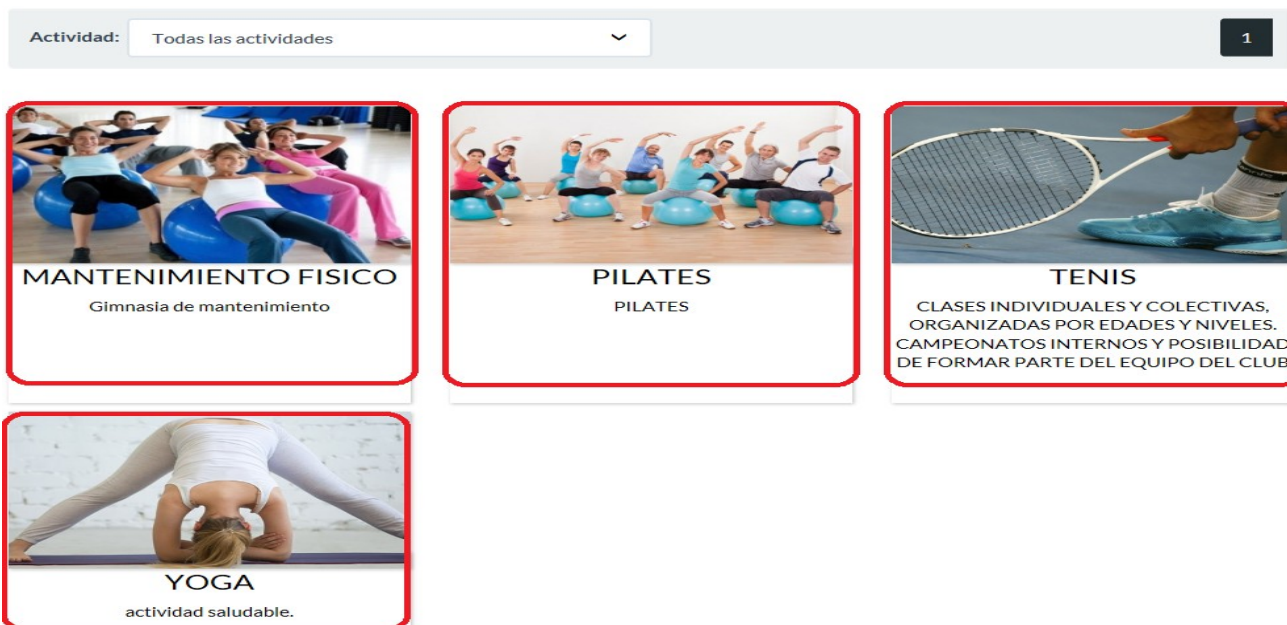 Actividad:
Todas las actividades
1
MANTENIMIENTO FISICO
Gimnasia de mantenimiento
PILATES
PILATES
TENIS
CLASES INDIVIDUALES Y COLECTIVAS,
ORGANIZADAS POR EDADES Y NIVELES.
CAMPEONATOS INTERNOS Y POSIBILIDAD
DE FORMAR PARTE DEL EQUIPO DEL CLUB
YOGA
actividad saludable.